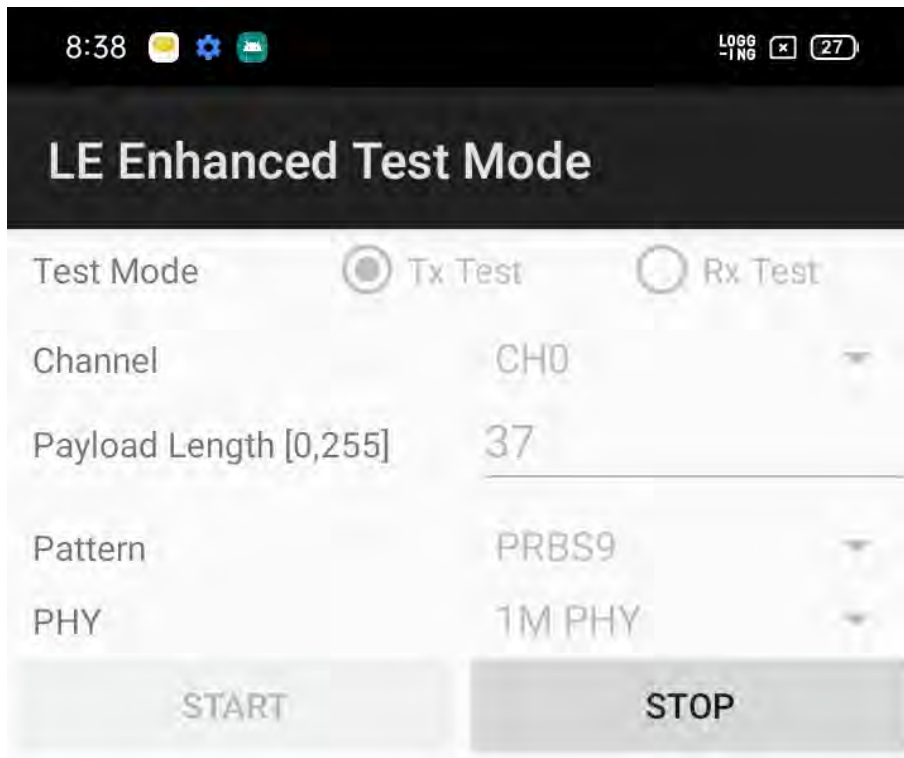 8:38 LOGG -ING 27
LE Enhanced Test Mode
Test Mode Tx Test Rx Test
Channel CH0
Payload Length [0,255] 37
Pattern PRBS9
PHY 1M PHY
START STOP